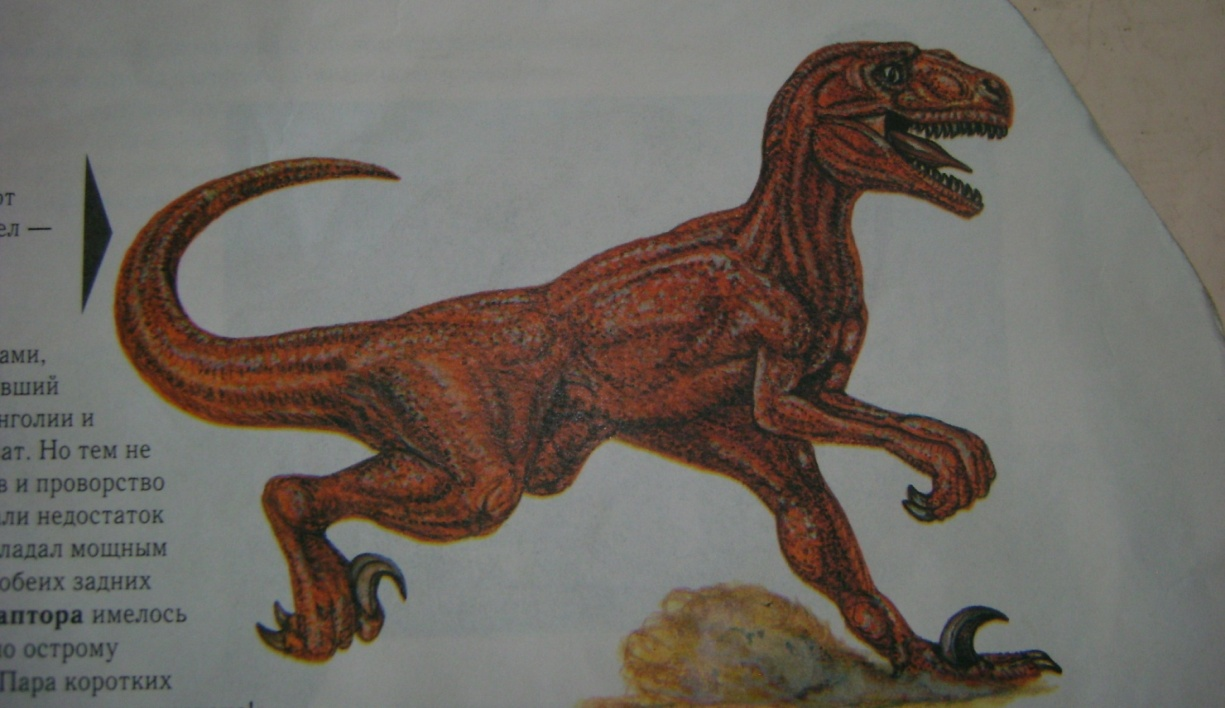 от
ел —
ами,
вший
нголии и
ат. Но тем не
в и проворство
ли недостаток
ладал мощным
обеих задних
аптора имелось
по острому
Пара коротких